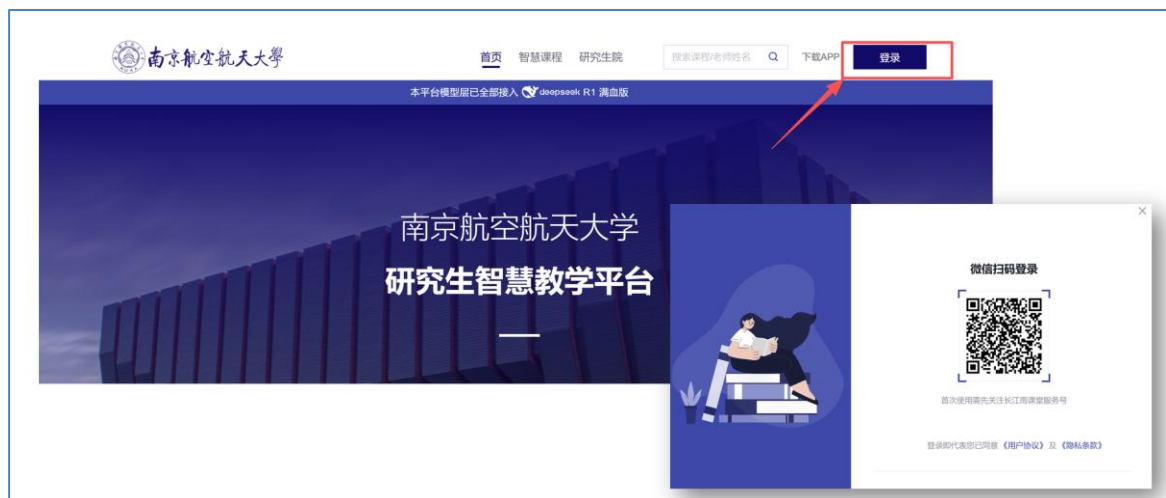 南京航空航天大學
首页 智慧课程 研究生院 搜索课程/老师姓名 下载APP 登录
本平台模型层已全部接入 deepseek R1 满血版
南京航空航天大学
研究生智慧教学平台
微信扫码登录
首次使用需先关注长江雨课堂服务号
登录即代表您已同意《用户协议》及《隐私条款》